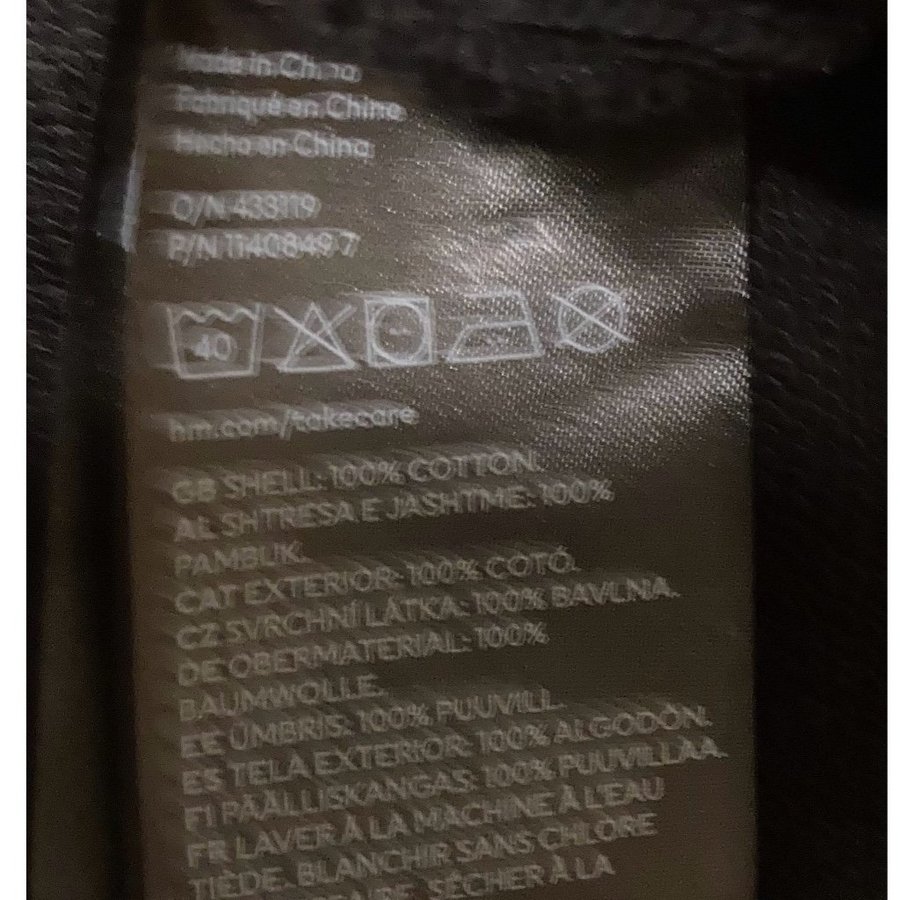 Made in China
Fabriqué en Chine
Hecho en China
O/N 433119
P/N 1140849 7
40
hm.com/takecare
GB SHELL: 100% COTTON.
AL SHTRESA E JASHTME: 100%
PAMBUK.
CAT EXTERIOR: 100% COTÓ.
CZ SVRCHNÍ LÁTKA: 100% BAVLNA.
DE OBERMATERIAL: 100%
BAUMWOLLE.
EE ÜMBRIS: 100% PUUVILL.
ES TELA EXTERIOR: 100% ALGODÓN.
FI PÄÄLLISKANGAS: 100% PUUVILLAA.
FR LAVER À LA MACHINE À L'EAU
TIÈDE. BLANCHIR SANS CHLORE
SÉCHER À LA